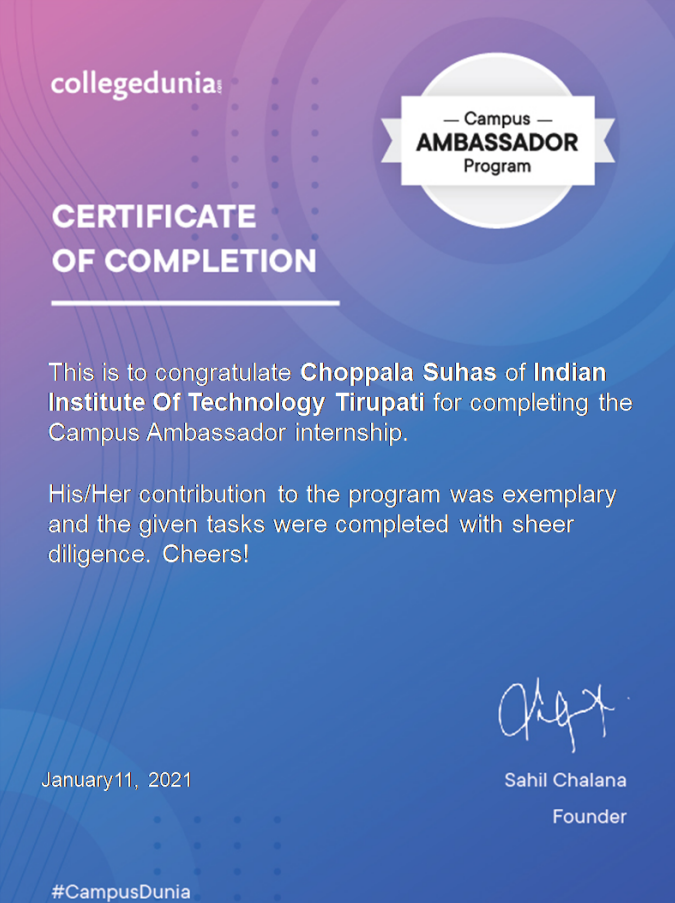 collegedunia.com
— Campus —
AMBASSADOR
Program
CERTIFICATE
OF COMPLETION
This is to congratulate Choppala Suhas of Indian
Institute Of Technology Tirupati for completing the
Campus Ambassador internship.
His/Her contribution to the program was exemplary
and the given tasks were completed with sheer
diligence. Cheers!
January11, 2021
Sahil Chalana
Founder
#CampusDunia